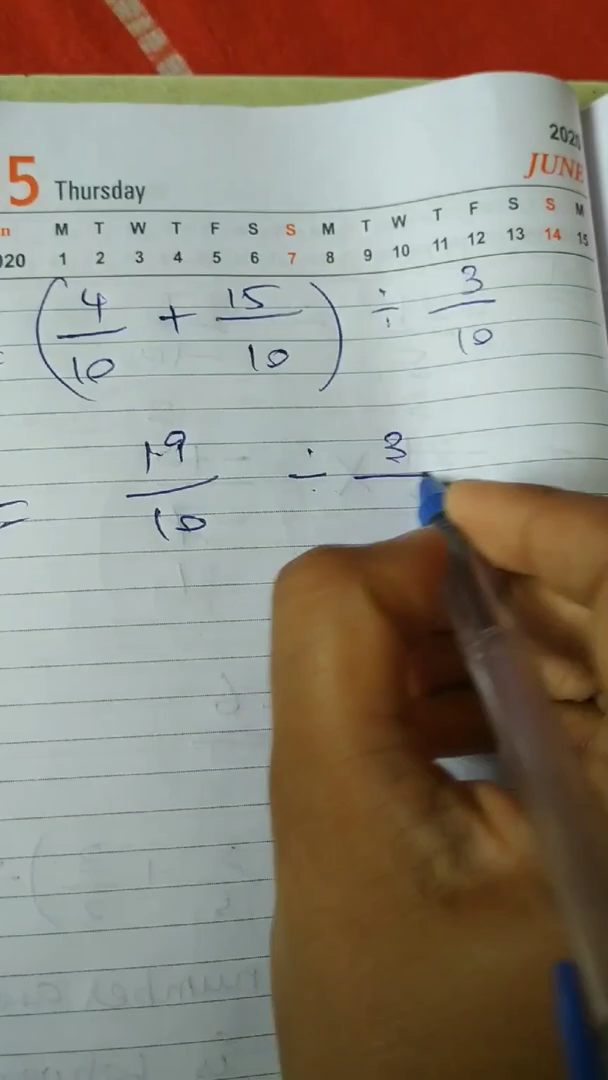 2020
JUNE
5 Thursday
n M T W T F S S M T W T F S S M
020 1 2 3 4 5 6 7 8 9 10 11 12 13 14 15
(4/10 + 15/10) ÷ 3/10
= 19/10 ÷ 3